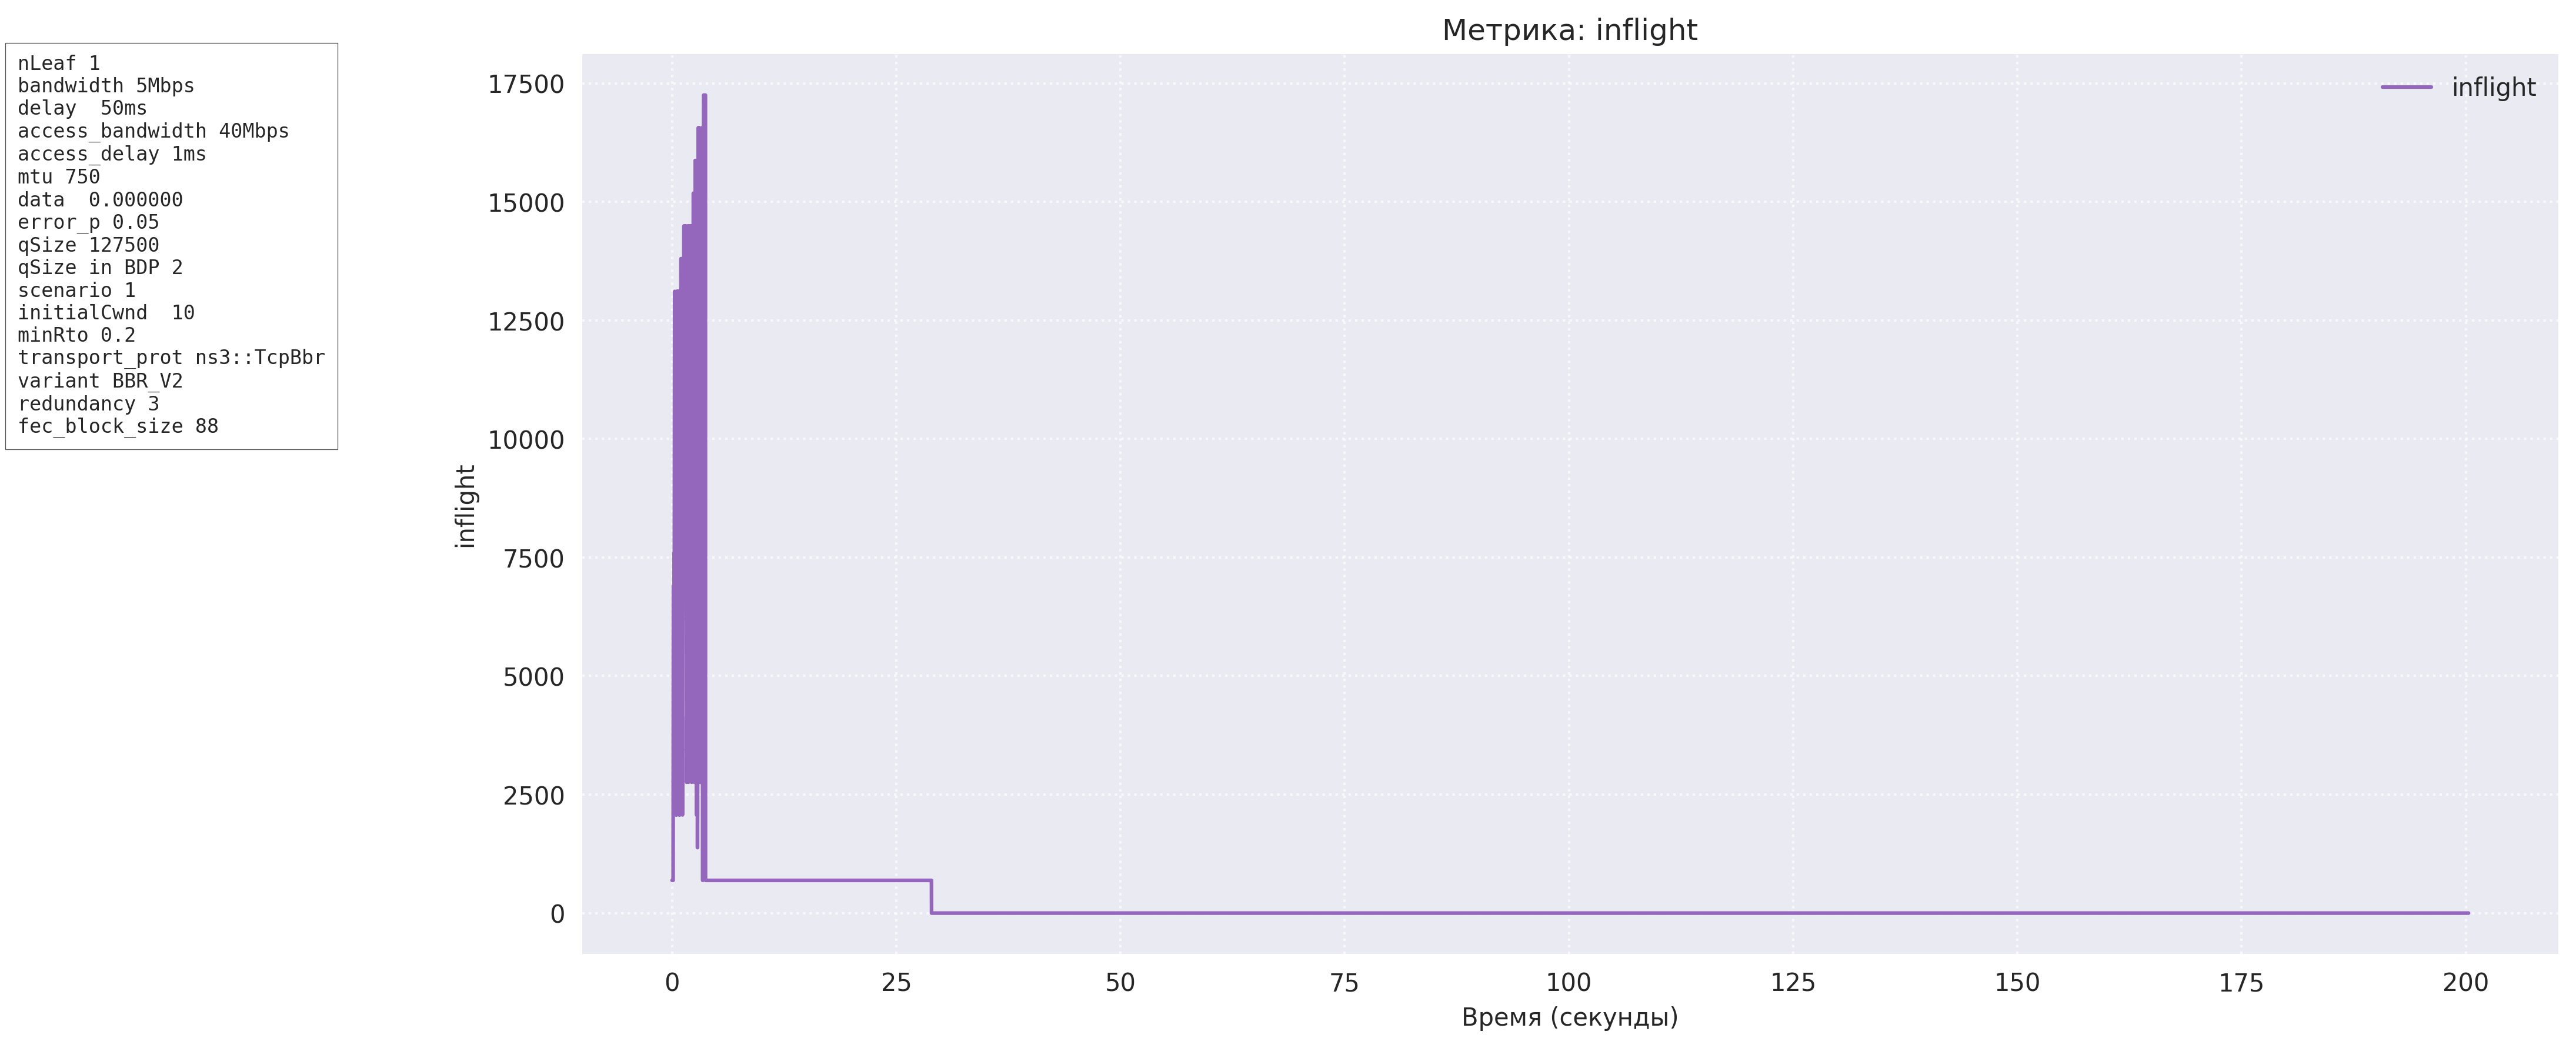 Метрика: inflight
nLeaf 1
bandwidth 5Mbps
delay  50ms
access_bandwidth 40Mbps
access_delay 1ms
mtu 750
data  0.000000
error_p 0.05
qSize 127500
qSize in BDP 2
scenario 1
initialCwnd  10
minRto 0.2
transport_prot ns3::TcpBbr
variant BBR_V2
redundancy 3
fec_block_size 88
inflight
17500
15000
12500
10000
7500
5000
2500
0
inflight
0 25 50 75 100 125 150 175 200
Время (секунды)